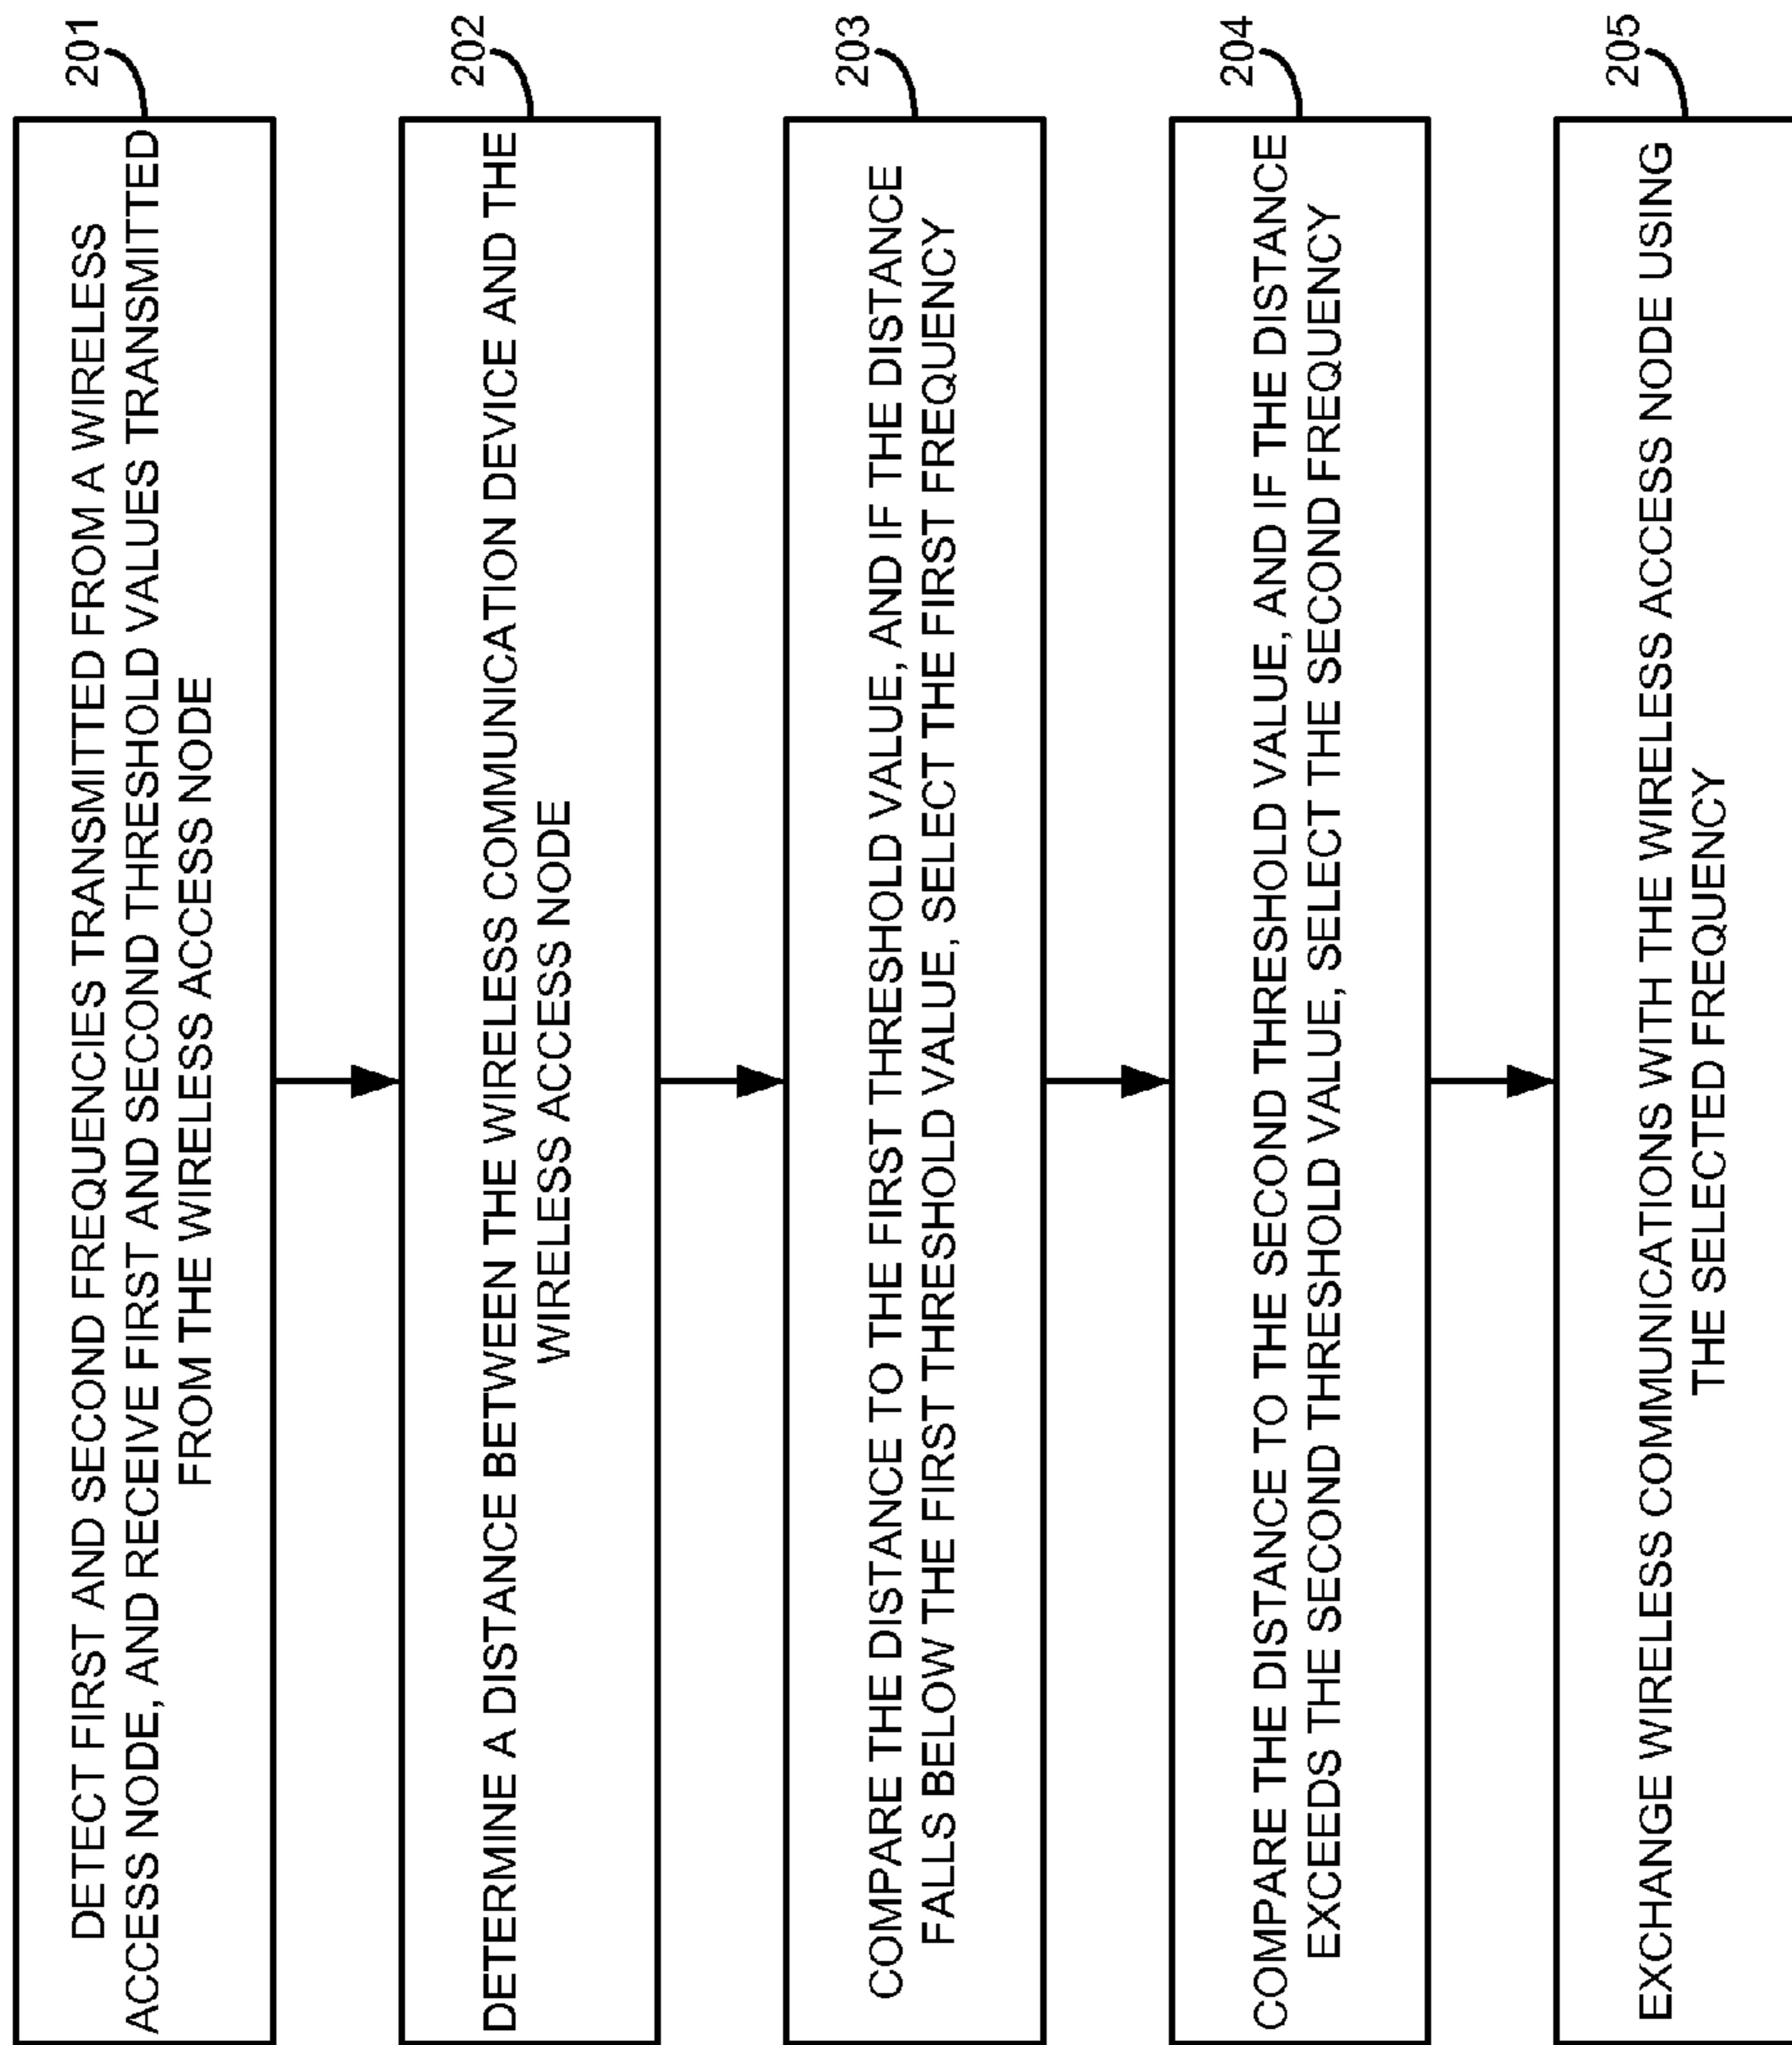 201
DETECT FIRST AND SECOND FREQUENCIES TRANSMITTED FROM A WIRELESS
ACCESS NODE, AND RECEIVE FIRST AND SECOND THRESHOLD VALUES TRANSMITTED
FROM THE WIRELESS ACCESS NODE
202
DETERMINE A DISTANCE BETWEEN THE WIRELESS COMMUNICATION DEVICE AND THE
WIRELESS ACCESS NODE
203
COMPARE THE DISTANCE TO THE FIRST THRESHOLD VALUE, AND IF THE DISTANCE
FALLS BELOW THE FIRST THRESHOLD VALUE, SELECT THE FIRST FREQUENCY
204
COMPARE THE DISTANCE TO THE SECOND THRESHOLD VALUE, AND IF THE DISTANCE
EXCEEDS THE SECOND THRESHOLD VALUE, SELECT THE SECOND FREQUENCY
205
EXCHANGE WIRELESS COMMUNICATIONS WITH THE WIRELESS ACCESS NODE USING
THE SELECTED FREQUENCY